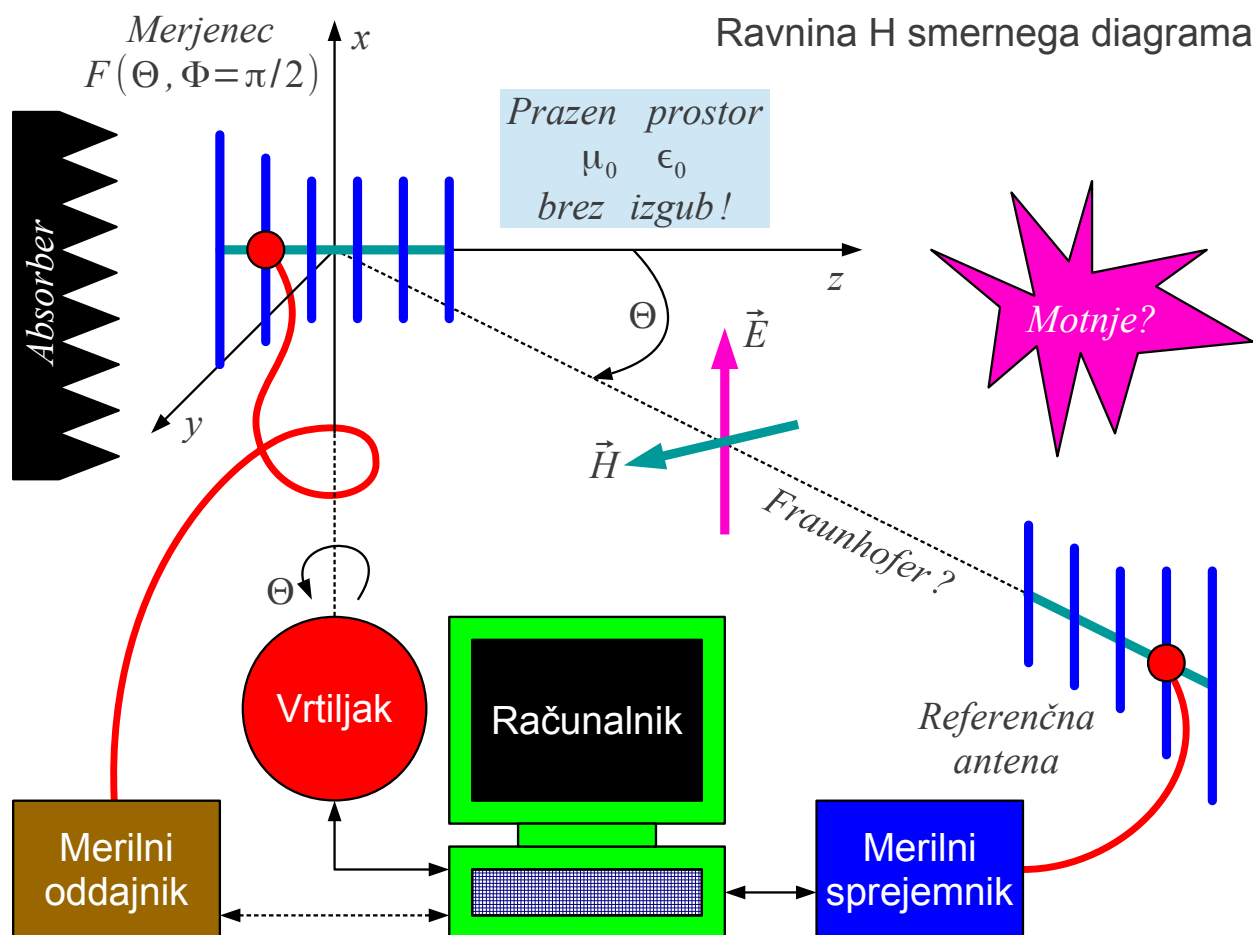 Ravnina H smernega diagrama
Merjenec
F(Θ, Φ=π/2)
x
Prazen prostor
μ₀ ϵ₀
brez izgub!
Absorber
z
Θ
Motnje?
E⃗
y
H⃗
Fraunhofer?
Θ
Vrtiljak
Računalnik
Referenčna
antena
Merilni
oddajnik
Merilni
sprejemnik